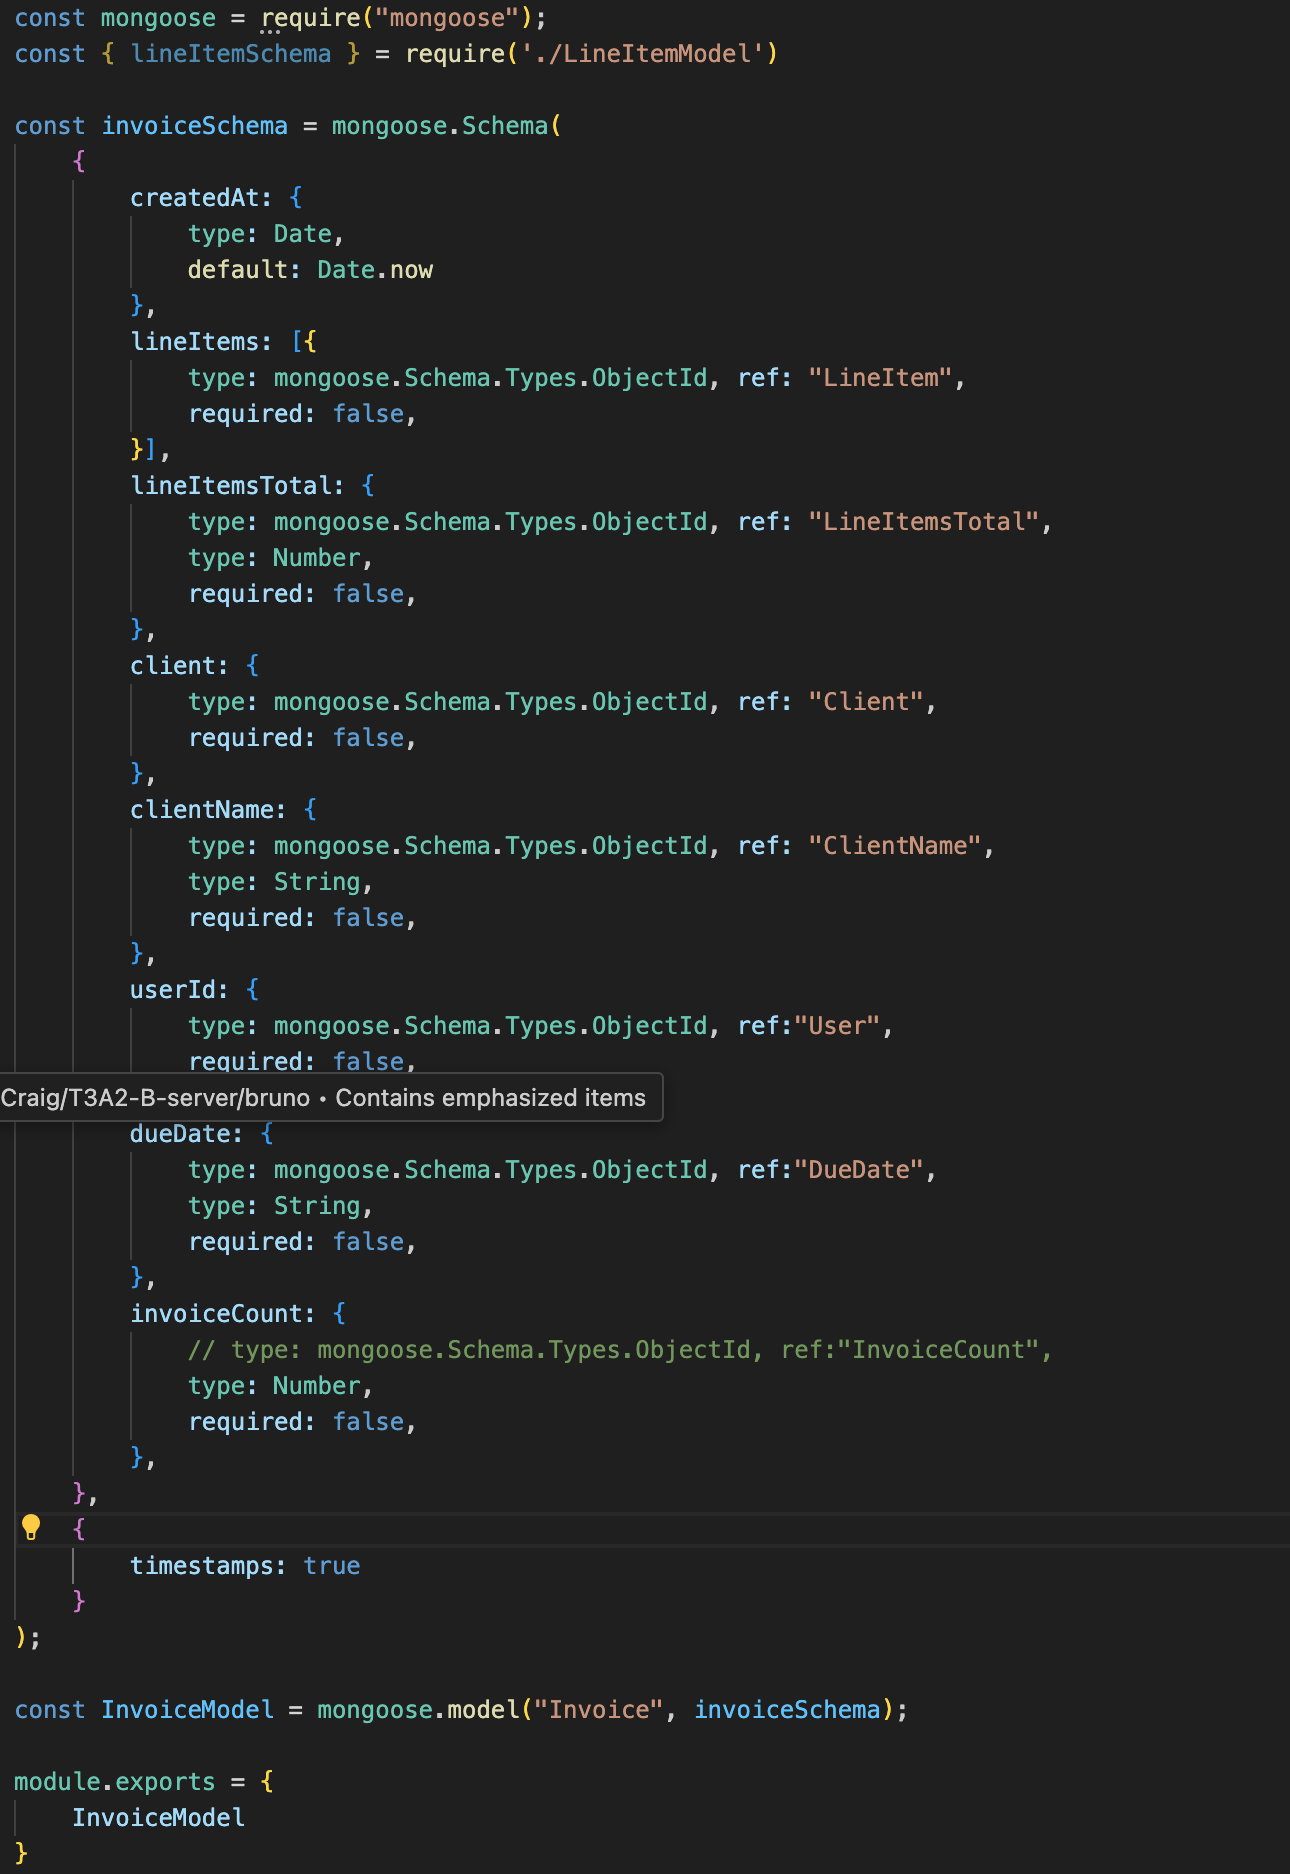 const mongoose = require("mongoose");
const { lineItemSchema } = require('./LineItemModel')

const invoiceSchema = mongoose.Schema(
    {
        createdAt: {
            type: Date,
            default: Date.now
        },
        lineItems: [{
            type: mongoose.Schema.Types.ObjectId, ref: "LineItem",
            required: false,
        }],
        lineItemsTotal: {
            type: mongoose.Schema.Types.ObjectId, ref: "LineItemsTotal",
            type: Number,
            required: false,
        },
        client: {
            type: mongoose.Schema.Types.ObjectId, ref: "Client",
            required: false,
        },
        clientName: {
            type: mongoose.Schema.Types.ObjectId, ref: "ClientName",
            type: String,
            required: false,
        },
        userId: {
            type: mongoose.Schema.Types.ObjectId, ref:"User",
            required: false,
Craig/T3A2-B-server/bruno • Contains emphasized items
        dueDate: {
            type: mongoose.Schema.Types.ObjectId, ref:"DueDate",
            type: String,
            required: false,
        },
        invoiceCount: {
            // type: mongoose.Schema.Types.ObjectId, ref:"InvoiceCount",
            type: Number,
            required: false,
        },
    },
    {
        timestamps: true
    }
);

const InvoiceModel = mongoose.model("Invoice", invoiceSchema);

module.exports = {
    InvoiceModel
}